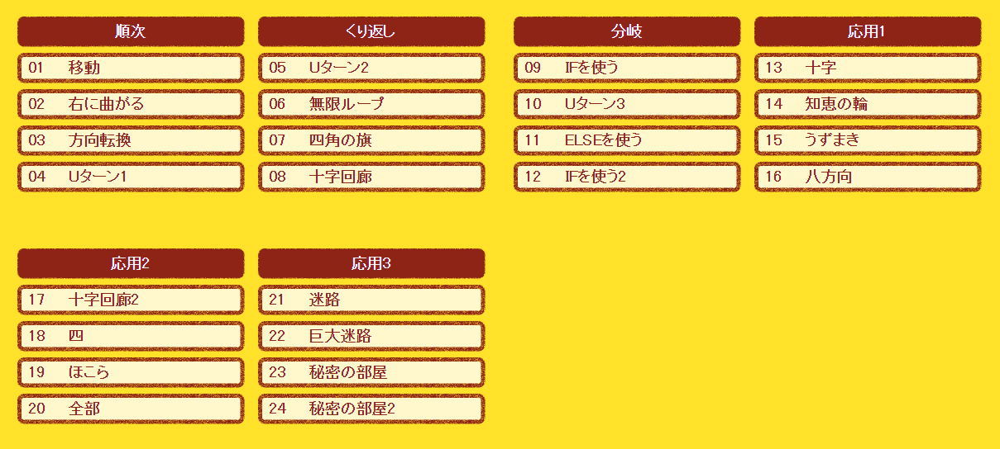 順次
01 移動
02 右に曲がる
03 方向転換
04 Uターン1
くり返し
05 Uターン2
06 無限ループ
07 四角の旗
08 十字回廊
分岐
09 IFを使う
10 Uターン3
11 ELSEを使う
12 IFを使う2
応用1
13 十字
14 知恵の輪
15 うずまき
16 八方向
応用2
17 十字回廊2
18 四
19 ほこら
20 全部
応用3
21 迷路
22 巨大迷路
23 秘密の部屋
24 秘密の部屋2